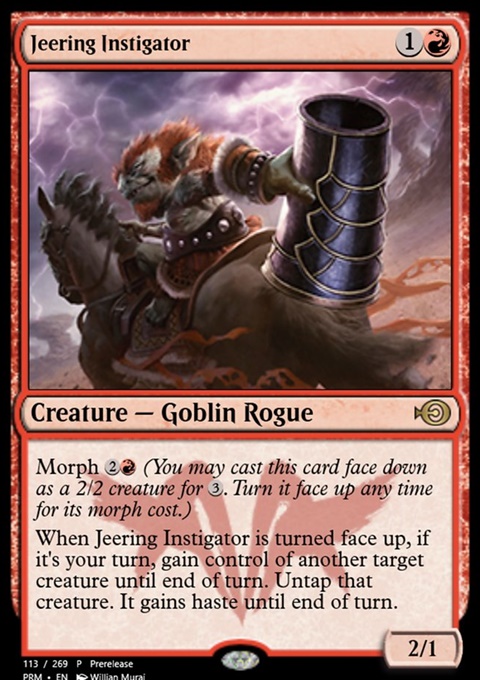 Jeering Instigator
1
Creature — Goblin Rogue
Morph 2 (You may cast this card face down
as a 2/2 creature for 3. Turn it face up any time
for its morph cost.)
When Jeering Instigator is turned face up, if
it's your turn, gain control of another target
creature until end of turn. Untap that
creature. It gains haste until end of turn.
2/1
113 / 269 P Prerelease
PRM • EN Willian Murai